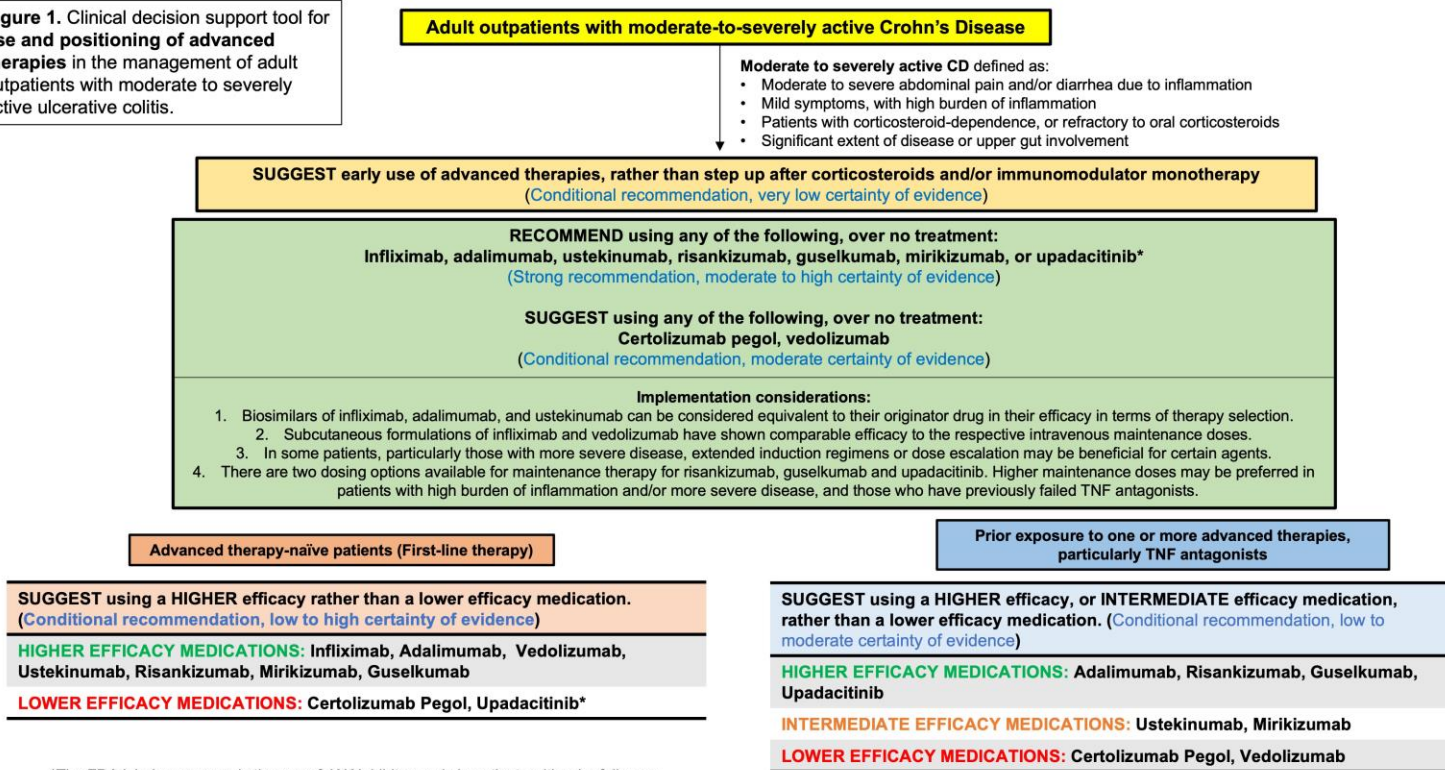 gure 1. Clinical decision support tool for
se and positioning of advanced
herapies in the management of adult
utpatients with moderate to severely
ctive ulcerative colitis.
Adult outpatients with moderate-to-severely active Crohn's Disease
Moderate to severely active CD defined as:
• Moderate to severe abdominal pain and/or diarrhea due to inflammation
• Mild symptoms, with high burden of inflammation
• Patients with corticosteroid-dependence, or refractory to oral corticosteroids
• Significant extent of disease or upper gut involvement
SUGGEST early use of advanced therapies, rather than step up after corticosteroids and/or immunomodulator monotherapy
(Conditional recommendation, very low certainty of evidence)
RECOMMEND using any of the following, over no treatment:
Infliximab, adalimumab, ustekinumab, risankizumab, guselkumab, mirikizumab, or upadacitinib*
(Strong recommendation, moderate to high certainty of evidence)
SUGGEST using any of the following, over no treatment:
Certolizumab pegol, vedolizumab
(Conditional recommendation, moderate certainty of evidence)
Implementation considerations:
1. Biosimilars of infliximab, adalimumab, and ustekinumab can be considered equivalent to their originator drug in their efficacy in terms of therapy selection.
2. Subcutaneous formulations of infliximab and vedolizumab have shown comparable efficacy to the respective intravenous maintenance doses.
3. In some patients, particularly those with more severe disease, extended induction regimens or dose escalation may be beneficial for certain agents.
4. There are two dosing options available for maintenance therapy for risankizumab, guselkumab and upadacitinib. Higher maintenance doses may be preferred in
patients with high burden of inflammation and/or more severe disease, and those who have previously failed TNF antagonists.
Advanced therapy-naïve patients (First-line therapy)
SUGGEST using a HIGHER efficacy rather than a lower efficacy medication.
(Conditional recommendation, low to high certainty of evidence)
HIGHER EFFICACY MEDICATIONS: Infliximab, Adalimumab, Vedolizumab,
Ustekinumab, Risankizumab, Mirikizumab, Guselkumab
LOWER EFFICACY MEDICATIONS: Certolizumab Pegol, Upadacitinib*
Prior exposure to one or more advanced therapies,
particularly TNF antagonists
SUGGEST using a HIGHER efficacy, or INTERMEDIATE efficacy medication,
rather than a lower efficacy medication. (Conditional recommendation, low to
moderate certainty of evidence)
HIGHER EFFICACY MEDICATIONS: Adalimumab, Risankizumab, Guselkumab,
Upadacitinib
INTERMEDIATE EFFICACY MEDICATIONS: Ustekinumab, Mirikizumab
LOWER EFFICACY MEDICATIONS: Certolizumab Pegol, Vedolizumab